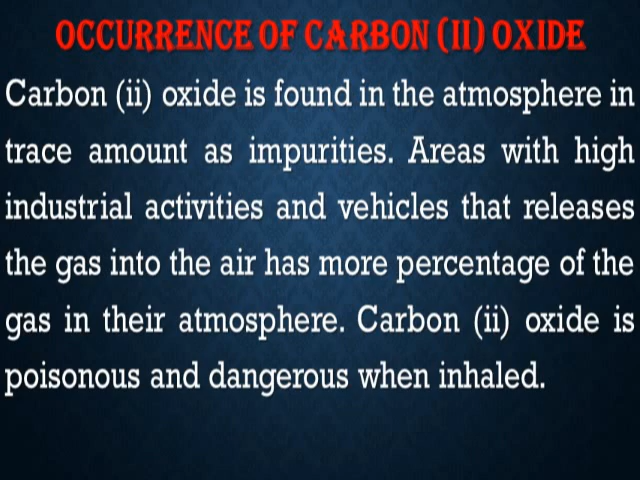 OCCURRENCE OF CARBON (II) OXIDE
Carbon (ii) oxide is found in the atmosphere in
trace amount as impurities. Areas with high
industrial activities and vehicles that releases
the gas into the air has more percentage of the
gas in their atmosphere. Carbon (ii) oxide is
poisonous and dangerous when inhaled.